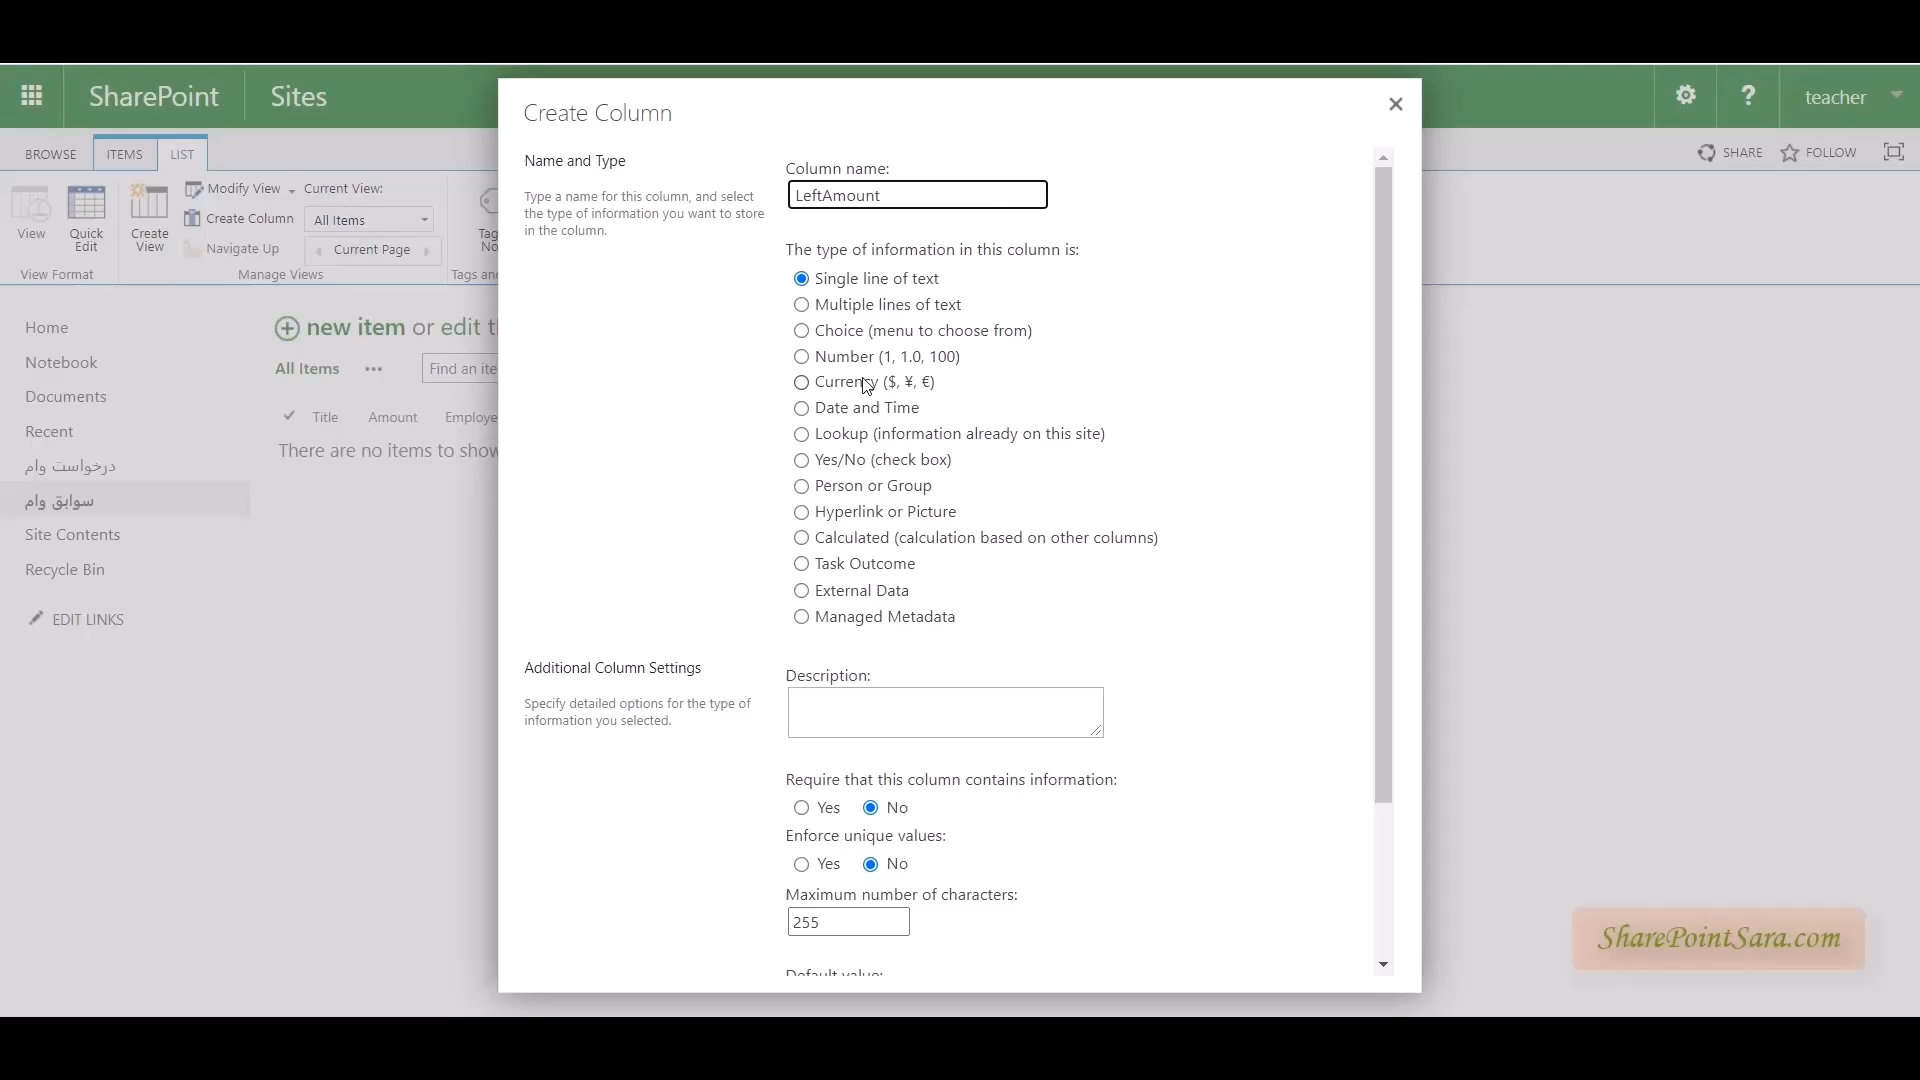 SharePoint
Sites
?
teacher
BROWSE
ITEMS
LIST
SHARE
FOLLOW
View
Quick Edit
View Format
Create View
Modify View
Create Column
Navigate Up
Current View:
All Items
Current Page
Manage Views
Home
Notebook
Documents
Recent
درخواست وام
سوابق وام
Site Contents
Recycle Bin
EDIT LINKS
new item or edit
All Items
Find an
Title Amount
There are no items to
Create Column
Name and Type
Type a name for this column, and select
the type of information you want to store
in the column.
Column name:
LeftAmount
The type of information in this column is:
Single line of text
Multiple lines of text
Choice (menu to choose from)
Number (1, 1.0, 100)
Currency ($, ¥, €)
Date and Time
Lookup (information already on this site)
Yes/No (check box)
Person or Group
Hyperlink or Picture
Calculated (calculation based on other columns)
Task Outcome
External Data
Managed Metadata
Additional Column Settings
Specify detailed options for the type of
information you selected.
Description:
Require that this column contains information:
Yes No
Enforce unique values:
Yes No
Maximum number of characters:
255
Default value:
SharePointSara.com